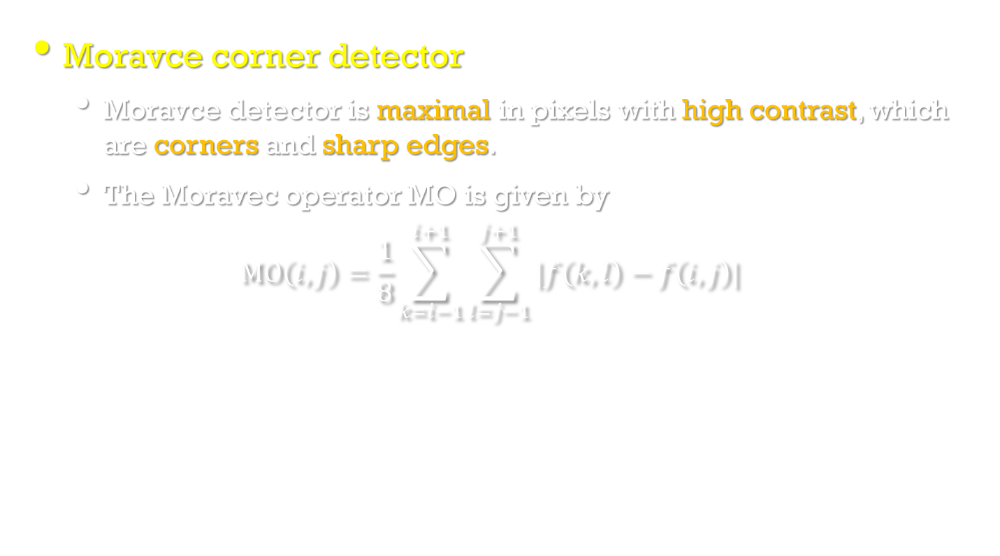 • Moravce corner detector
• Moravce detector is maximal in pixels with high contrast, which
are corners and sharp edges.
• The Moravec operator MO is given by
MO(i,j) = \frac{1}{8} \sum_{k=i-1}^{i+1} \sum_{l=j-1}^{j+1} |f(k,l) − f(i,j)|